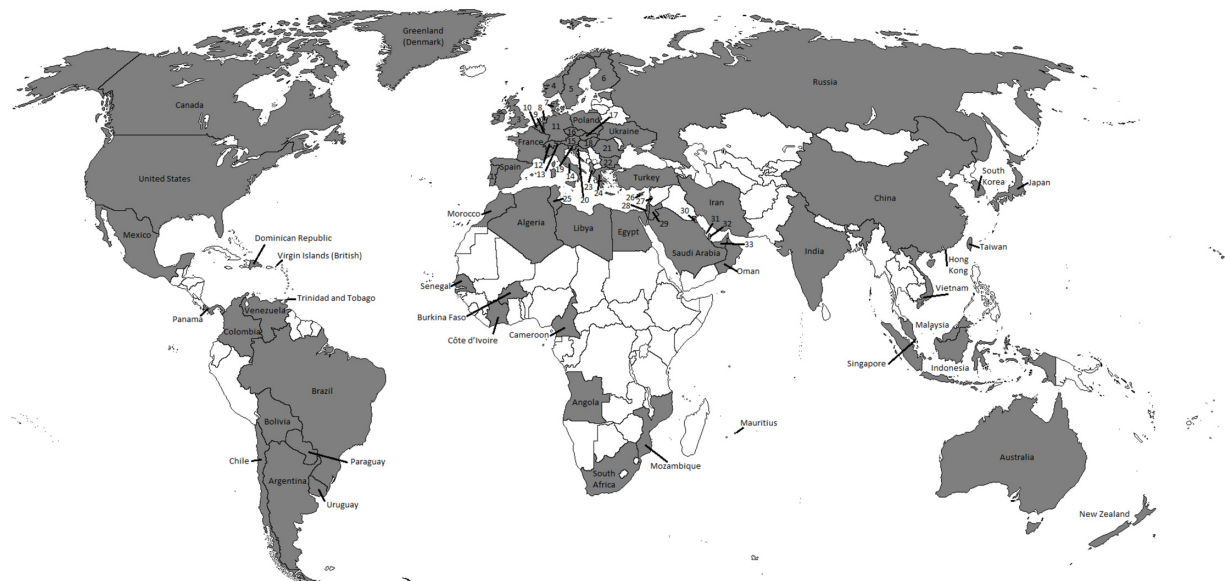 Greenland
(Denmark)
Russia
Canada
United States
Mexico
Dominican Republic
Virgin Islands (British)
Trinidad and Tobago
Panama
Venezuela
Colombia
Brazil
Bolivia
Chile
Paraguay
Argentina
Uruguay
4
5
6
10
8
9
3
11
Poland
17
Ukraine
16
France
21
22
Spain
12
13
19
14
20
23
24
Turkey
25
26
27
28
29
30
31
32
33
Morocco
Algeria
Libya
Egypt
Iran
Saudi Arabia
Oman
Senegal
Burkina Faso
Côte d'Ivoire
Cameroon
Angola
South
Africa
Mozambique
Mauritius
China
South
Korea
Japan
India
Taiwan
Hong
Kong
Vietnam
Malaysia
Singapore
Indonesia
Australia
New Zealand